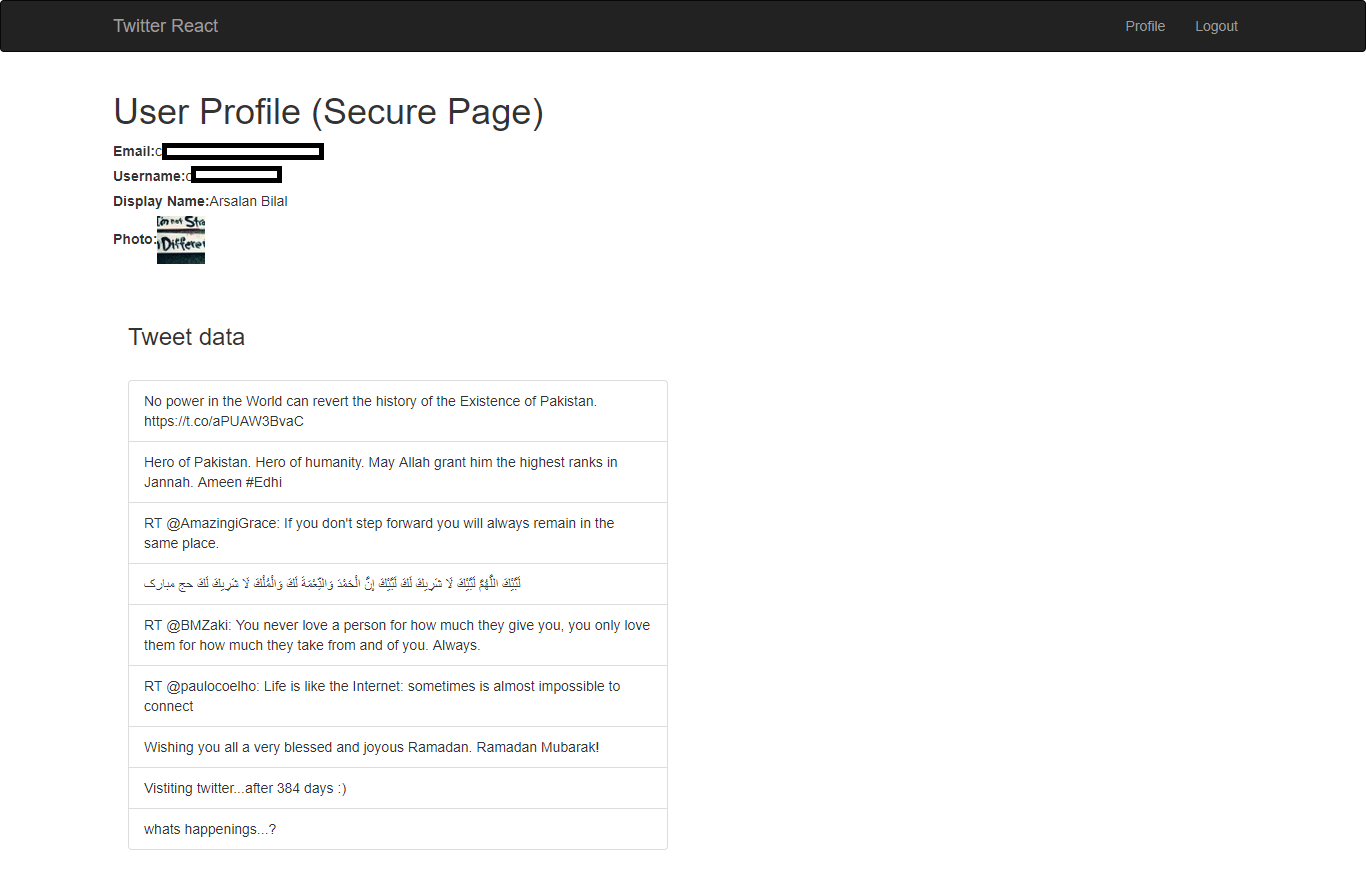 Twitter React
Profile
Logout
User Profile (Secure Page)
Email:c
Username:c
Display Name:Arsalan Bilal
Photo:
I'm not Stra
Differe
Tweet data
No power in the World can revert the history of the Existence of Pakistan.
https://t.co/aPUAW3BvaC
Hero of Pakistan. Hero of humanity. May Allah grant him the highest ranks in
Jannah. Ameen #Edhi
RT @AmazingiGrace: If you don't step forward you will always remain in the
same place.
لَبَّيْكَ اللَّهُمَّ لَبَّيْكَ لَا شَرِيكَ لَكَ لَبَّيْكَ إِنَّ الْحَمْدَ وَالنِّعْمَةَ لَكَ وَالْمُلْكَ لَا شَرِيكَ لَكَ حج مبارک
RT @BMZaki: You never love a person for how much they give you, you only love
them for how much they take from and of you. Always.
RT @paulocoelho: Life is like the Internet: sometimes is almost impossible to
connect
Wishing you all a very blessed and joyous Ramadan. Ramadan Mubarak!
Vistiting twitter...after 384 days :)
whats happenings...?